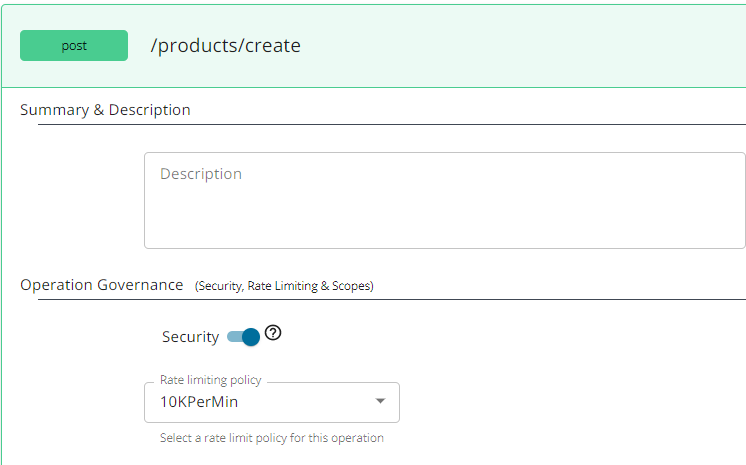 post /products/create
Summary & Description
Description
Operation Governance (Security, Rate Limiting & Scopes)
Security ?
Rate limiting policy
10KPerMin
Select a rate limit policy for this operation